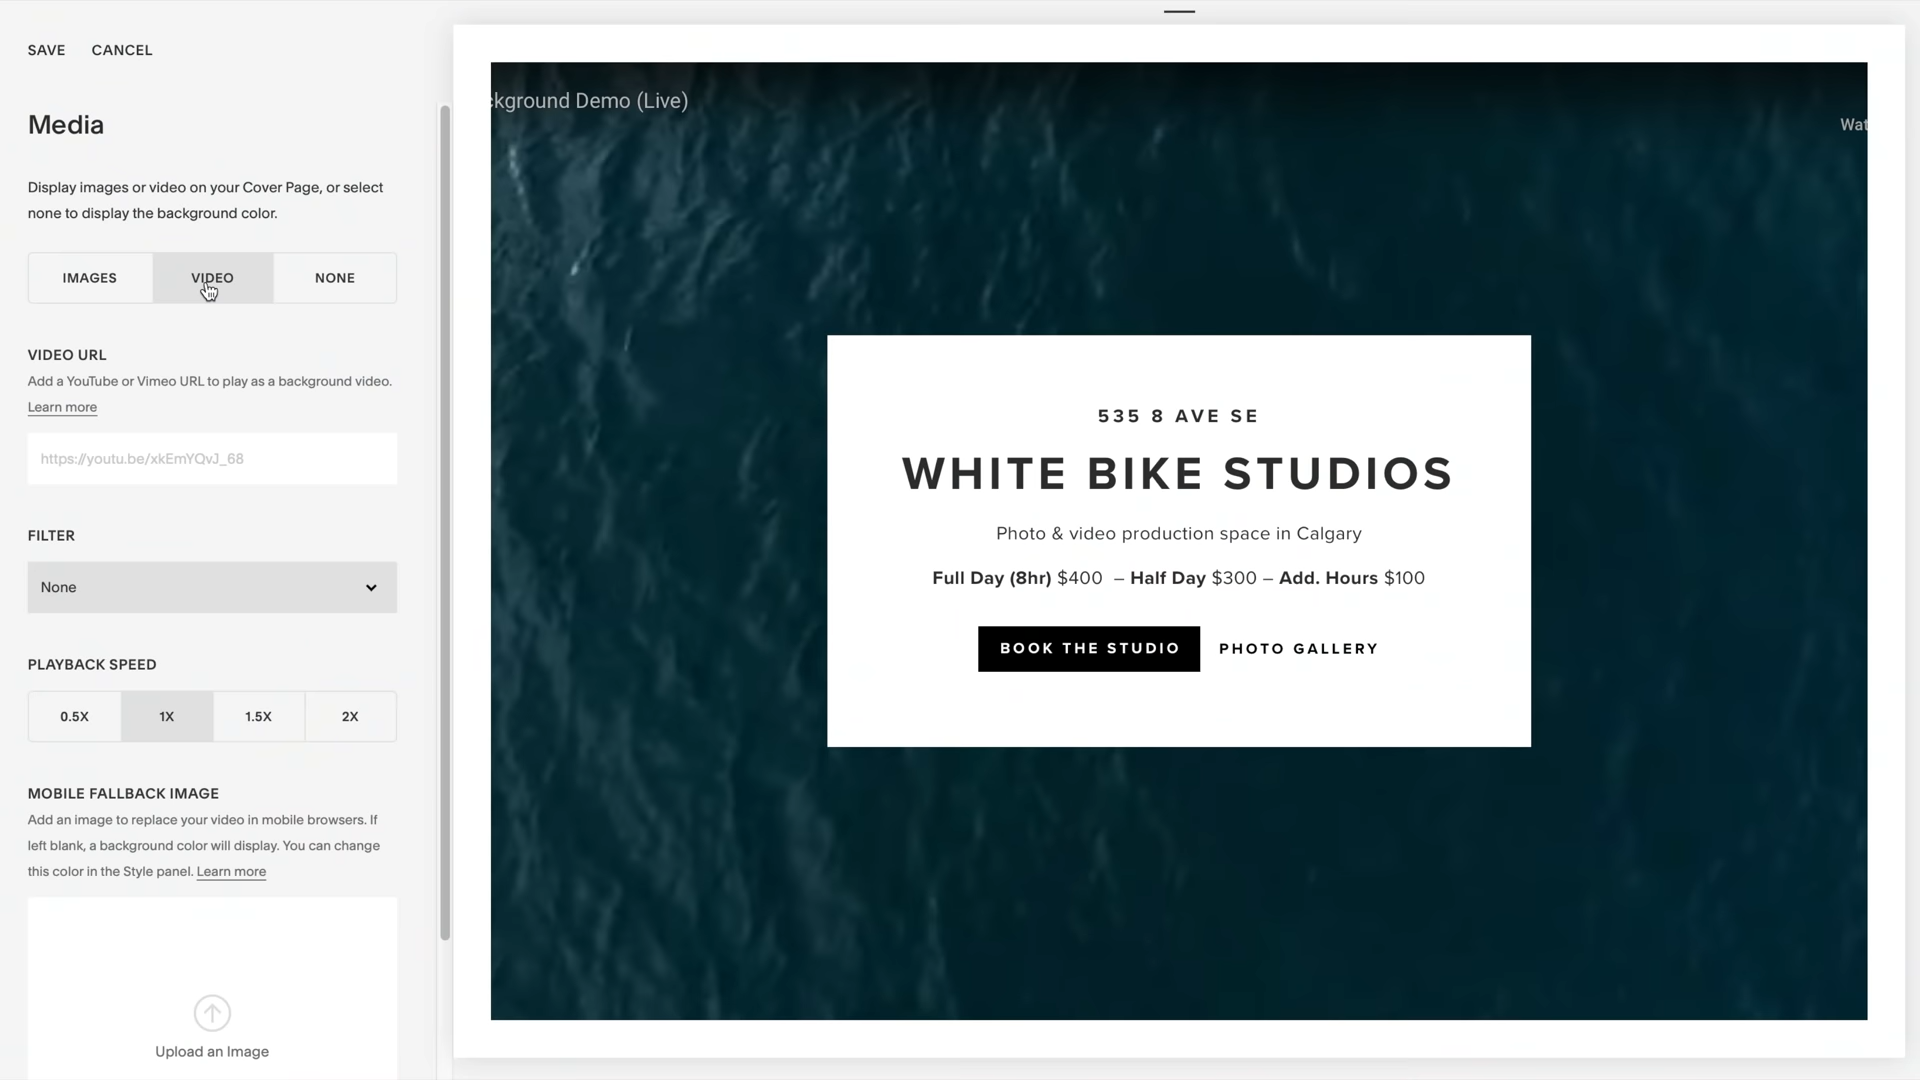 SAVE CANCEL
Media
Display images or video on your Cover Page, or select
none to display the background color.
IMAGES VIDEO NONE
VIDEO URL
Add a YouTube or Vimeo URL to play as a background video.
Learn more
https://youtu.be/xkEmYQvJ_68
FILTER
None
PLAYBACK SPEED
0.5X 1X 1.5X 2X
MOBILE FALLBACK IMAGE
Add an image to replace your video in mobile browsers. If
left blank, a background color will display. You can change
this color in the Style panel. Learn more
Upload an Image
ckground Demo (Live)
Wat
535 8 AVE SE
WHITE BIKE STUDIOS
Photo & video production space in Calgary
Full Day (8hr) $400 – Half Day $300 – Add. Hours $100
BOOK THE STUDIO PHOTO GALLERY